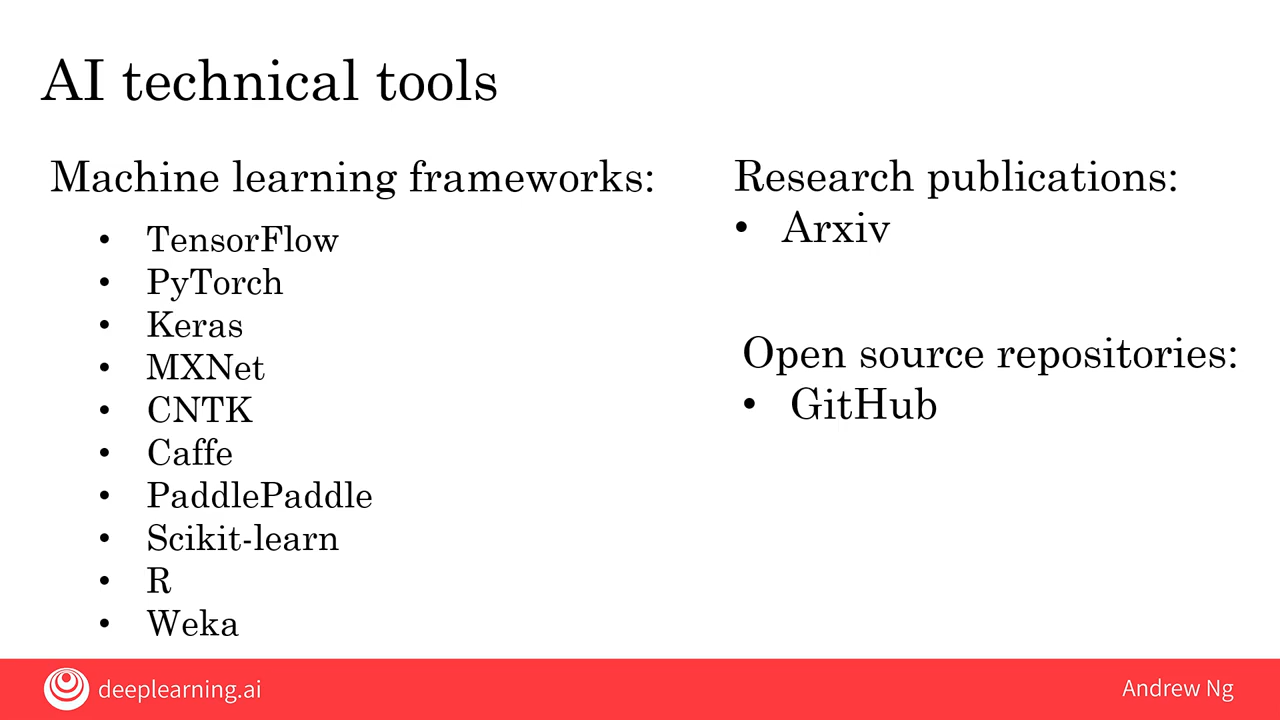 AI technical tools
Machine learning frameworks:
• TensorFlow
• PyTorch
• Keras
• MXNet
• CNTK
• Caffe
• PaddlePaddle
• Scikit-learn
• R
• Weka
Research publications:
• Arxiv
Open source repositories:
• GitHub
deeplearning.ai
Andrew Ng